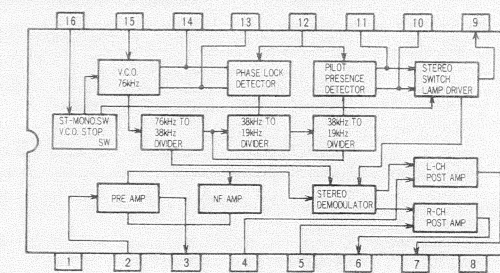 16 15 14 13 12 11 10 9
V.C.O.
76kHz
PHASE LOCK
DETECTOR
PILOT
PRESENCE
DETECTOR
STEREO
SWITCH
LAMP DRIVER
ST-MONO.SW
V.C.O. STOP.
SW
76kHz TO
38kHz
DIVIDER
38kHz TO
19kHz
DIVIDER
38kHz TO
19kHz
DIVIDER
PRE AMP
NF AMP
STEREO
DEMODULATOR
L-CH
POST AMP
R-CH
POST AMP
1 2 3 4 5 6 7 8